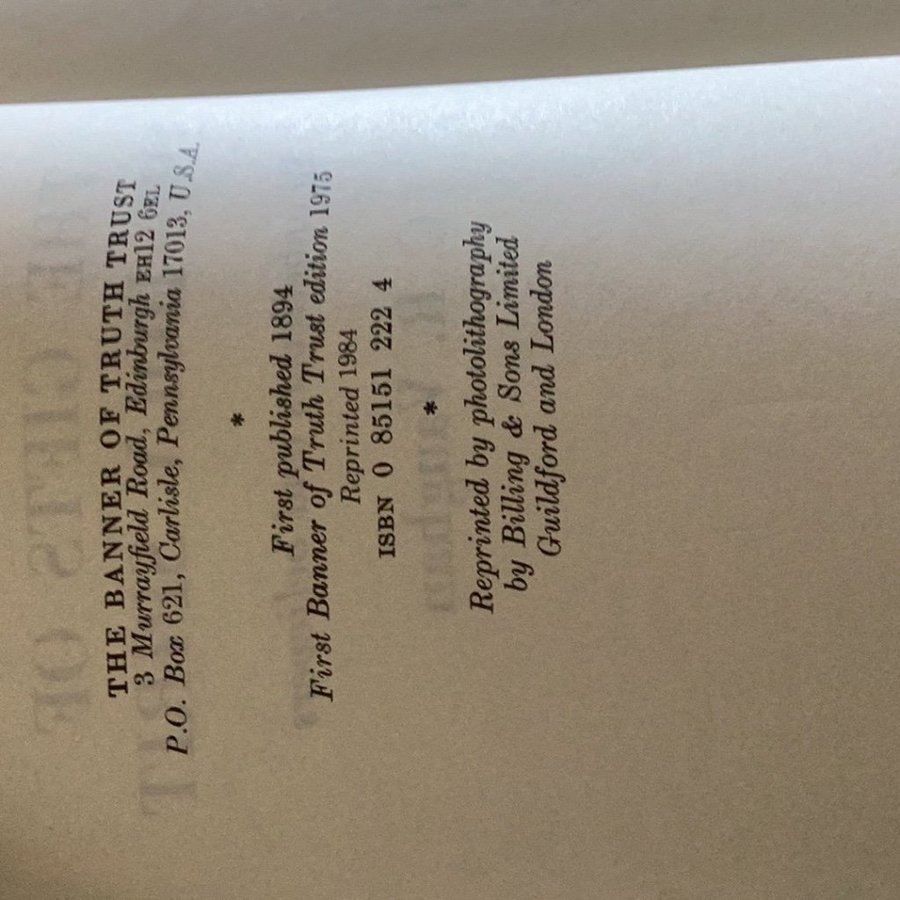 THE BANNER OF TRUTH TRUST
3 Murrayfield Road, Edinburgh EH12 6EL
P.O. Box 621, Carlisle, Pennsylvania 17013, U.S.A.
*
First published 1894
First Banner of Truth Trust edition 1975
Reprinted 1984
ISBN 0 85151 222 4
*
Reprinted by photolithography
by Billing & Sons Limited
Guildford and London